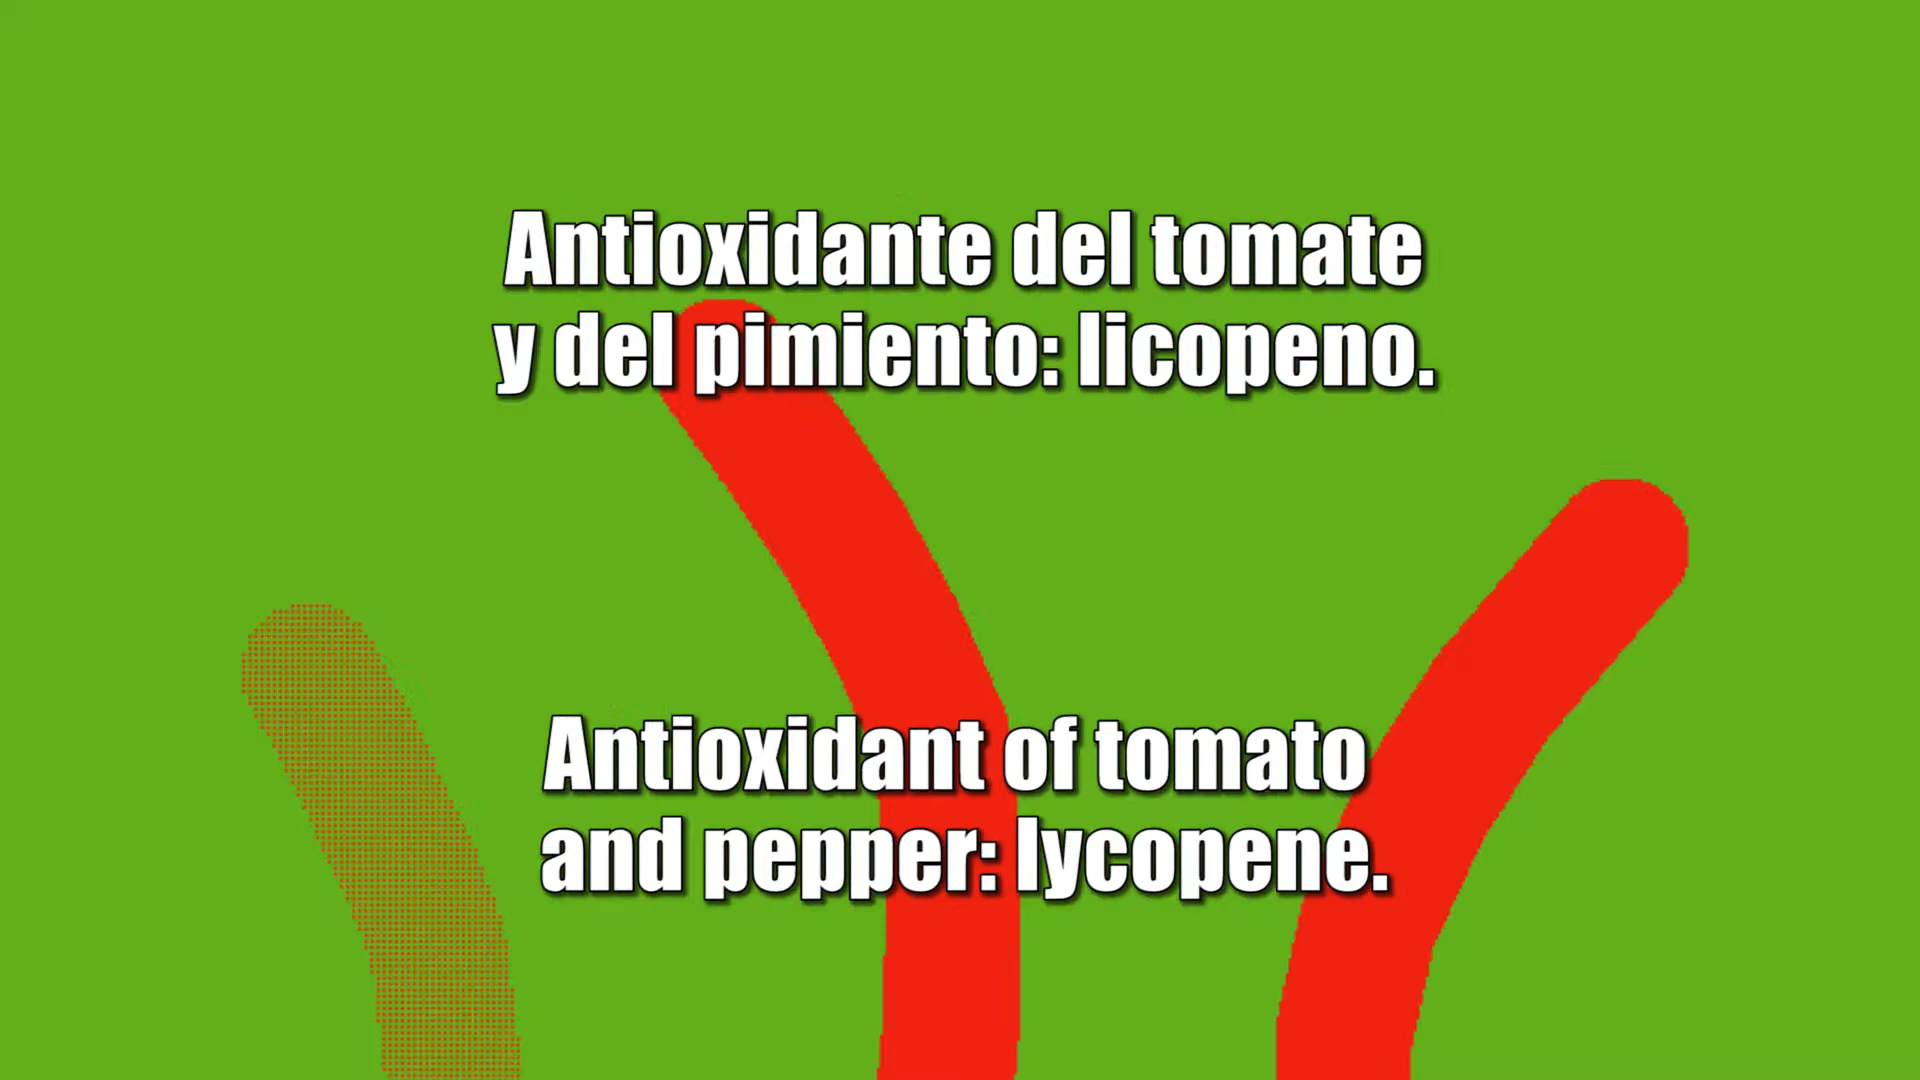 Antioxidante del tomate
y del pimiento: licopeno.
Antioxidant of tomato
and pepper: lycopene.